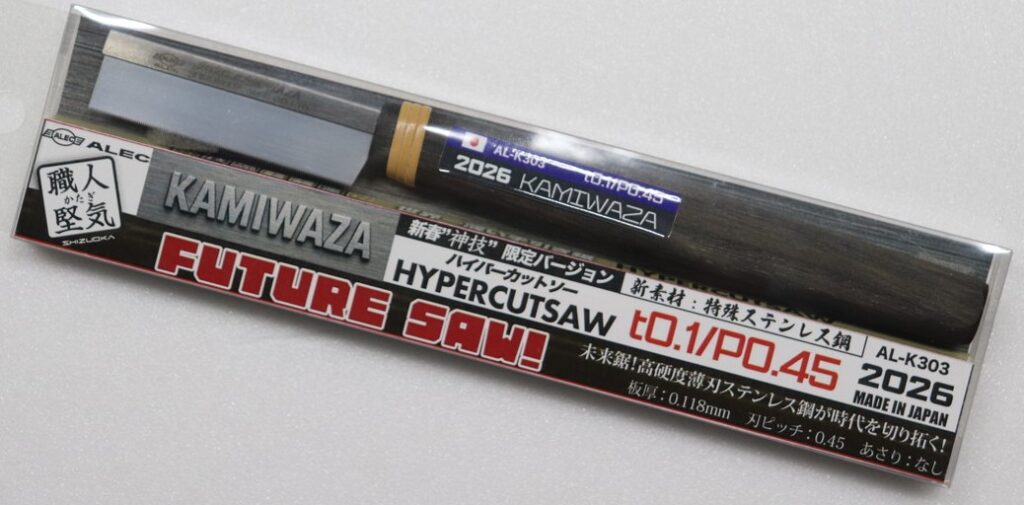 AL-K303
t0.1/P0.45
2026 KAMIWAZA
ALEC ALEC
職人
かたぎ
堅気
SHIZUOKA
KAMIWAZA
新春"神技" 限定バージョン
ハイパーカットソー
HYPERCUTSAW
新素材：特殊ステンレス鋼
t0.1/P0.45
AL-K303
2026
MADE IN JAPAN
FUTURE SAW!
未来鋸!高硬度薄刃ステンレス鋼が時代を切り拓く!
板厚：0.118mm 刃ピッチ：0.45 あさり：なし